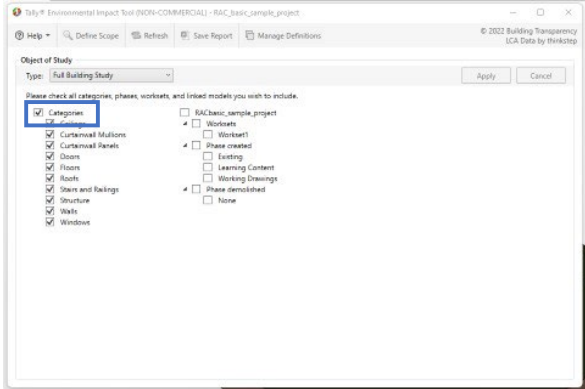 Tally® Environmental Impact Tool (NON-COMMERCIAL) - RAC_basic_sample_project
Help Define Scope Refresh Save Report Manage Definitions
© 2022 Building Transparency
LCA Data by thinkstep
Object of Study
Type: Full Building Study
Apply Cancel
Please check all categories, phases, worksets, and linked models you wish to include.
Categories
Ceilings
Curtainwall Mullions
Curtainwall Panels
Doors
Floors
Roofs
Stairs and Railings
Structure
Walls
Windows
RACbasic_sample_project
Worksets
Workset1
Phase created
Existing
Learning Content
Working Drawings
Phase demolished
None